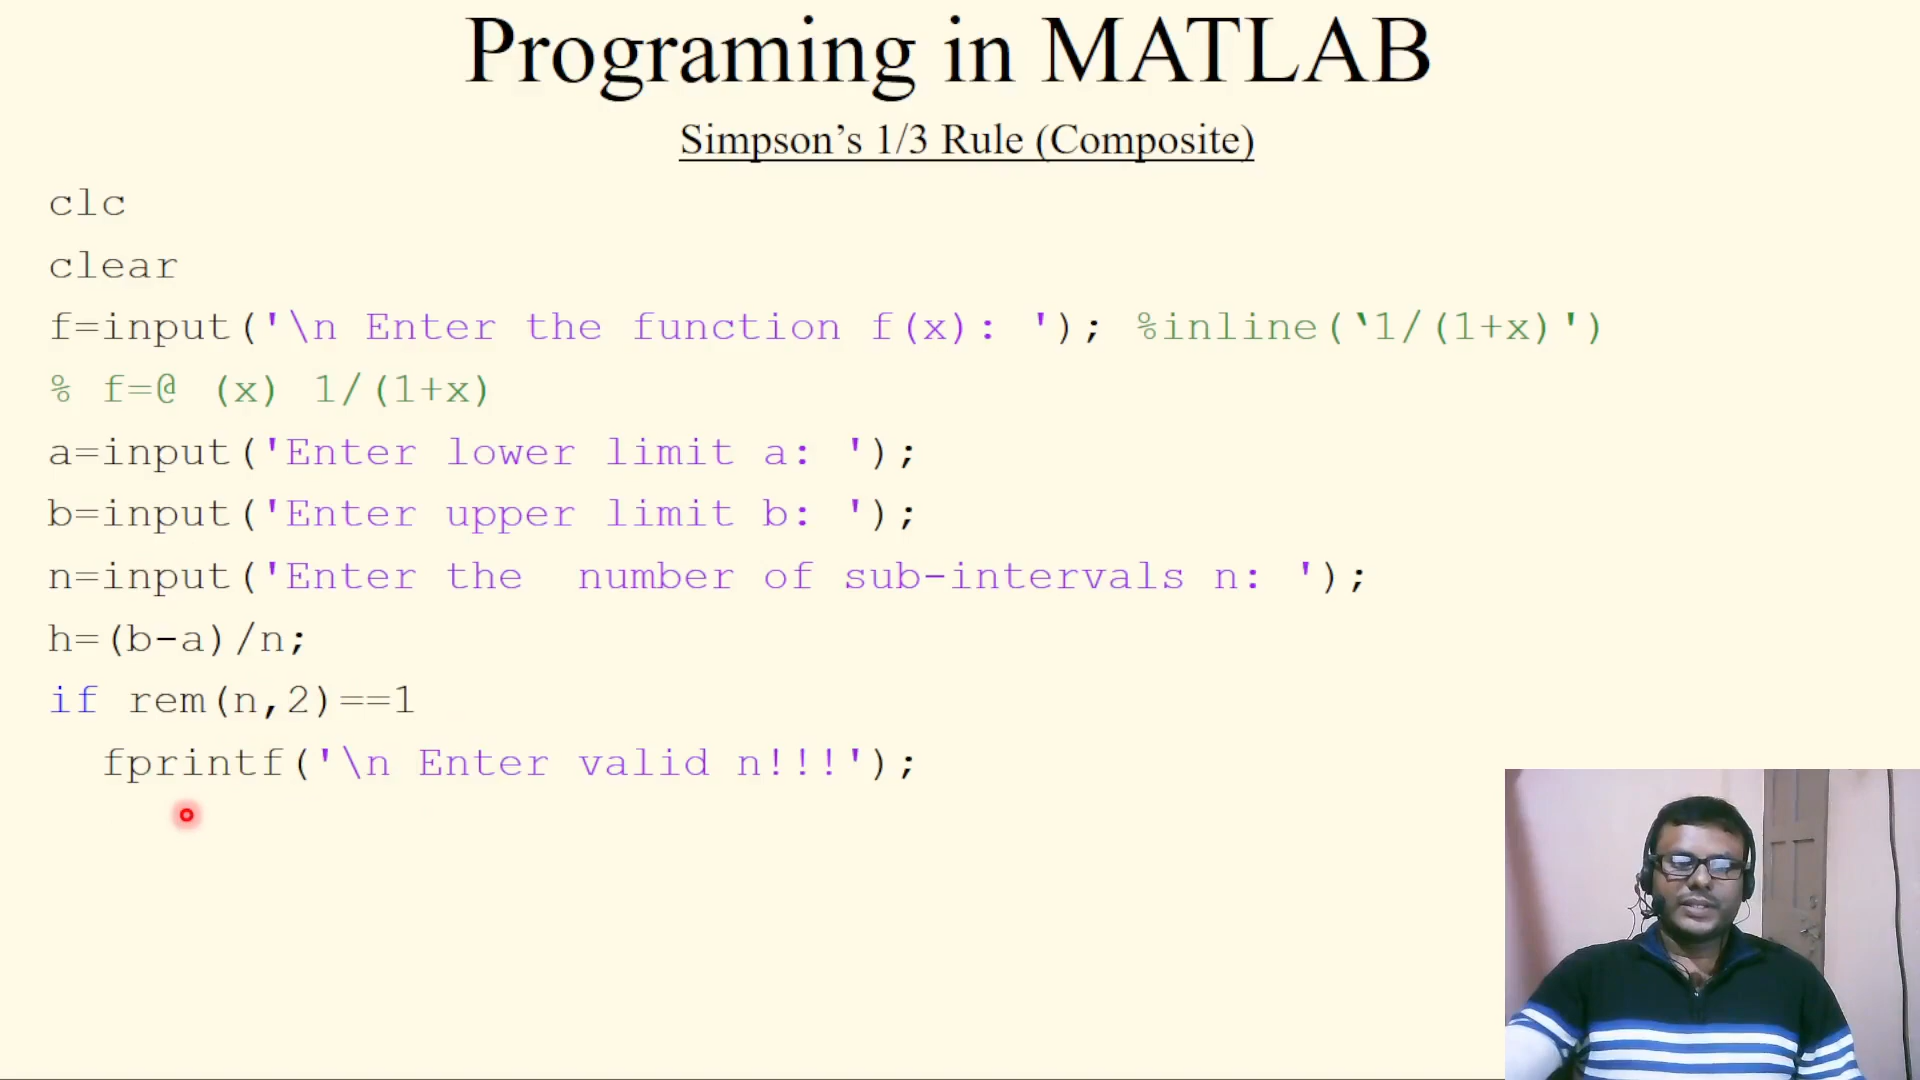 Programing in MATLAB
Simpson’s 1/3 Rule (Composite)
clc
clear
f=input('\n Enter the function f(x): '); %inline(‘1/(1+x)')
% f=@ (x) 1/(1+x)
a=input('Enter lower limit a: ');
b=input('Enter upper limit b: ');
n=input('Enter the  number of sub-intervals n: ');
h=(b-a)/n;
if rem(n,2)==1
  fprintf('\n Enter valid n!!!');